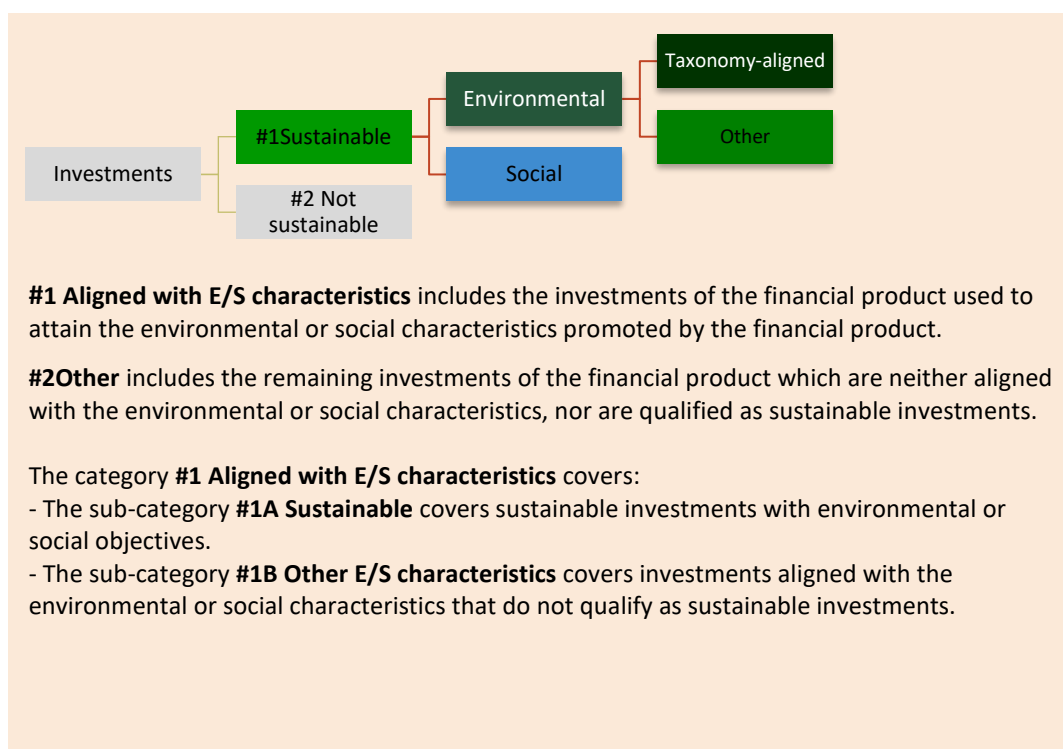 Taxonomy-aligned
Environmental
#1Sustainable
Other
Investments
Social
#2 Not
sustainable
#1 Aligned with E/S characteristics includes the investments of the financial product used to
attain the environmental or social characteristics promoted by the financial product.
#2Other includes the remaining investments of the financial product which are neither aligned
with the environmental or social characteristics, nor are qualified as sustainable investments.
The category #1 Aligned with E/S characteristics covers:
- The sub-category #1A Sustainable covers sustainable investments with environmental or
social objectives.
- The sub-category #1B Other E/S characteristics covers investments aligned with the
environmental or social characteristics that do not qualify as sustainable investments.